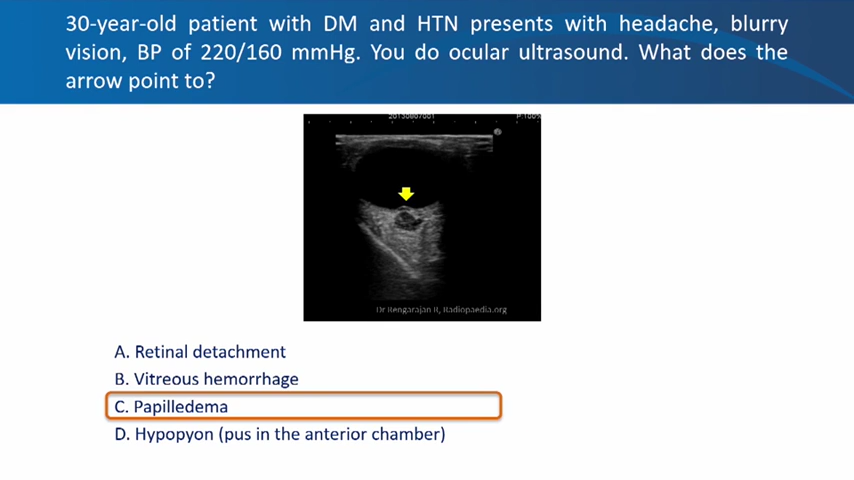 30-year-old patient with DM and HTN presents with headache, blurry
vision, BP of 220/160 mmHg. You do ocular ultrasound. What does the
arrow point to?
20130807001 P:100%
Dr Rengarajan R, Radiopaedia.org
A. Retinal detachment
B. Vitreous hemorrhage
C. Papilledema
D. Hypopyon (pus in the anterior chamber)